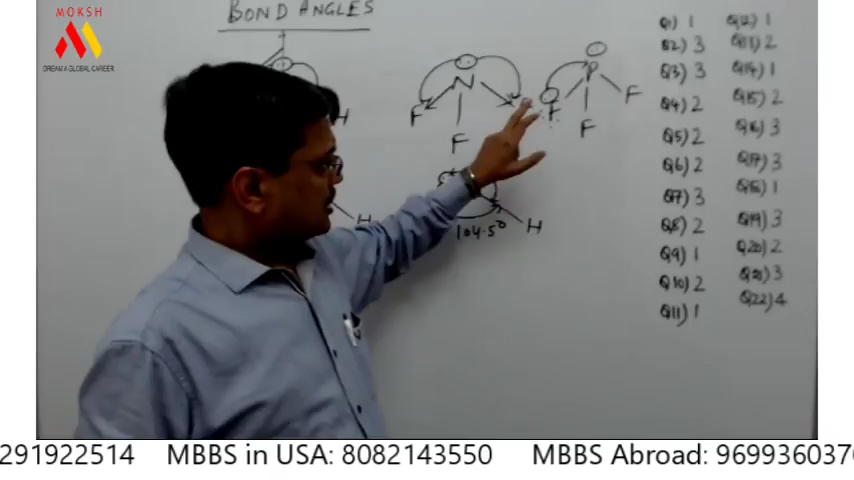 MOKSH
DREAM A GLOBAL CAREER
BOND ANGLES
N
F
F
P
F
F
F
H
H
104.5°
H
Q1) 1
Q2) 3
Q3) 3
Q4) 2
Q5) 2
Q6) 2
Q7) 3
Q8) 2
Q9) 1
Q10) 2
Q11) 1
Q12) 1
Q13) 2
Q14) 1
Q15) 2
Q16) 3
Q17) 3
Q18) 1
Q19) 3
Q20) 2
Q21) 3
Q22) 4
291922514 MBBS in USA: 8082143550 MBBS Abroad: 969936037